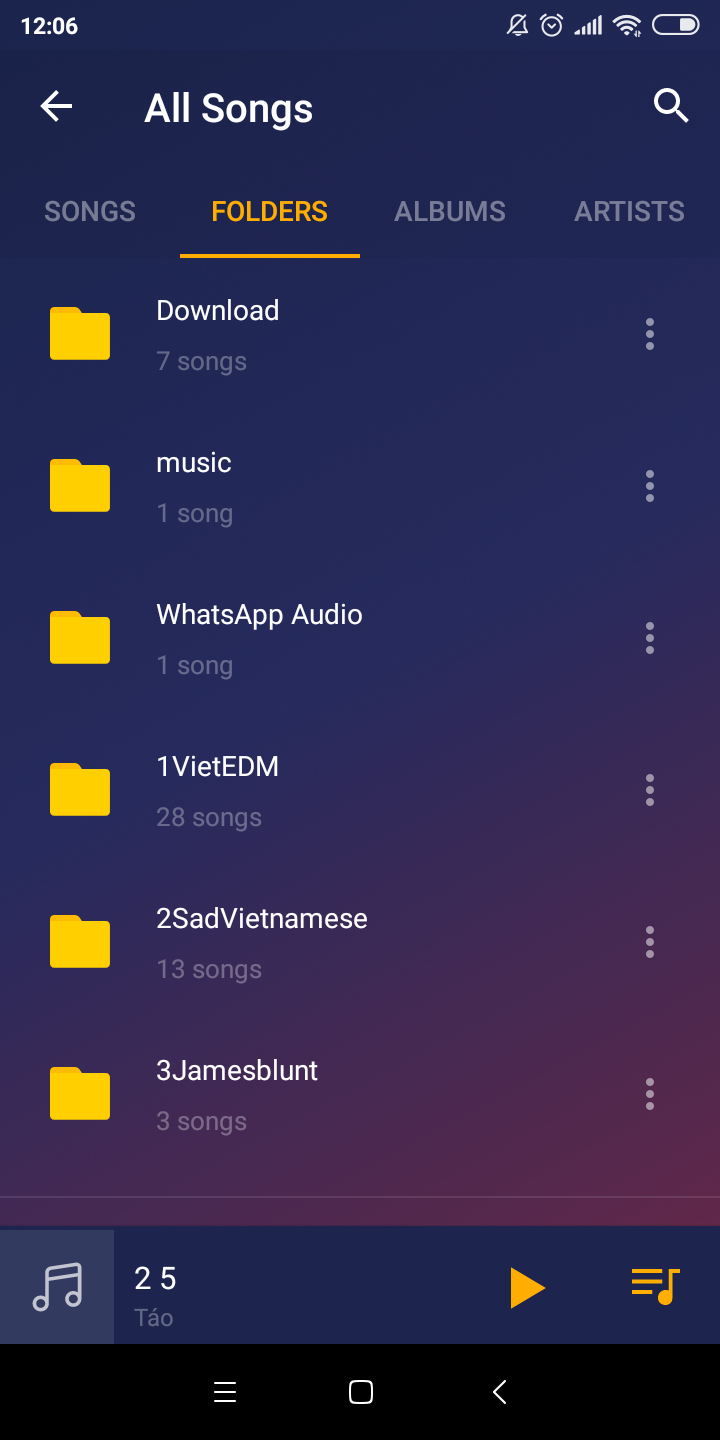 12:06
All Songs
SONGS FOLDERS ALBUMS ARTISTS
Download
7 songs
music
1 song
WhatsApp Audio
1 song
1VietEDM
28 songs
2SadVietnamese
13 songs
3Jamesblunt
3 songs
2 5
Táo